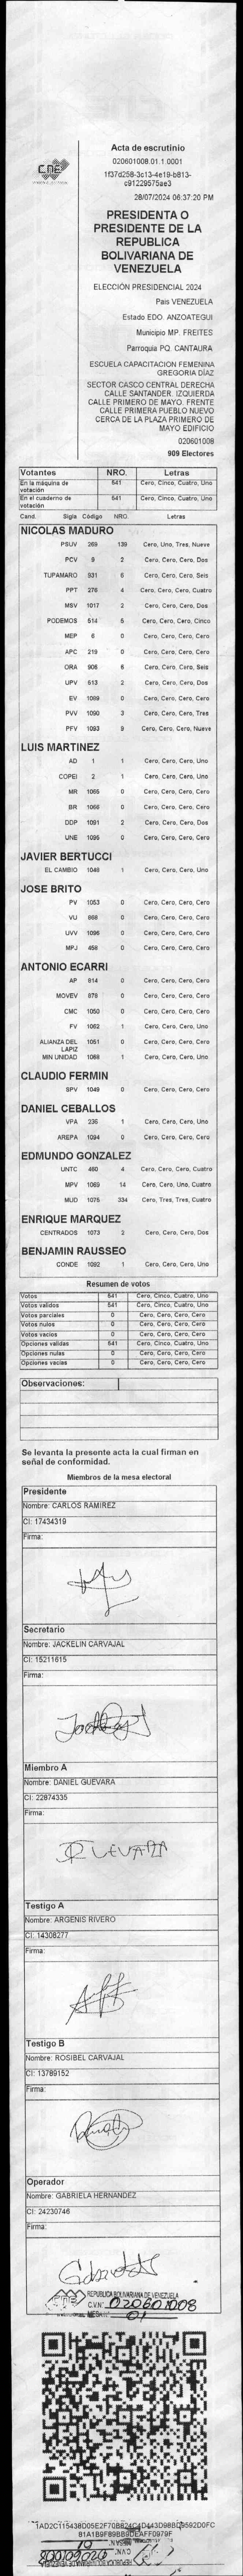 CNE
Acta de escrutinio
020601008.01.1.0001
1f37d258-3c13-4e19-b813-
c91229575ae3
28/07/2024 06:37:20 PM
PRESIDENTA O
PRESIDENTE DE LA
REPUBLICA
BOLIVARIANA DE
VENEZUELA
ELECCIÓN PRESIDENCIAL 2024
Pais VENEZUELA
Estado EDO. ANZOATEGUI
Municipio MP. FREITES
Parroquia PQ. CANTAURA
ESCUELA CAPACITACION FEMENINA
GREGORIA DÍAZ
SECTOR CASCO CENTRAL DERECHA
CALLE SANTANDER. IZQUIERDA
CALLE PRIMERO DE MAYO. FRENTE
CALLE PRIMERA PUEBLO NUEVO
CERCA DE LA PLAZA PRIMERO DE
MAYO EDIFICIO
020601008
909 Electores
Votantes NRO. Letras
En la máquina de votación 541 Cero, Cinco, Cuatro, Uno
En el cuaderno de votación 541 Cero, Cinco, Cuatro, Uno
Cand. Sigla Código NRO. Letras
NICOLAS MADURO
PSUV 269 139 Cero, Uno, Tres, Nueve
PCV 9 2 Cero, Cero, Cero, Dos
TUPAMARO 931 6 Cero, Cero, Cero, Seis
PPT 276 4 Cero, Cero, Cero, Cuatro
MSV 1017 2 Cero, Cero, Cero, Dos
PODEMOS 514 5 Cero, Cero, Cero, Cinco
MEP 6 0 Cero, Cero, Cero, Cero
APC 219 0 Cero, Cero, Cero, Cero
ORA 906 6 Cero, Cero, Cero, Seis
UPV 613 2 Cero, Cero, Cero, Dos
EV 1089 0 Cero, Cero, Cero, Cero
PVV 1090 3 Cero, Cero, Cero, Tres
PFV 1093 9 Cero, Cero, Cero, Nueve
LUIS MARTINEZ
AD 1 1 Cero, Cero, Cero, Uno
COPEI 2 1 Cero, Cero, Cero, Uno
MR 1065 0 Cero, Cero, Cero, Cero
BR 1068 0 Cero, Cero, Cero, Cero
DDP 1091 2 Cero, Cero, Cero, Dos
UNE 1095 0 Cero, Cero, Cero, Cero
JAVIER BERTUCCI
EL CAMBIO 1048 1 Cero, Cero, Cero, Uno
JOSE BRITO
PV 1053 0 Cero, Cero, Cero, Cero
VU 868 0 Cero, Cero, Cero, Cero
UVV 1096 0 Cero, Cero, Cero, Cero
MPJ 458 0 Cero, Cero, Cero, Cero
ANTONIO ECARRI
AP 814 0 Cero, Cero, Cero, Cero
MOVEV 878 0 Cero, Cero, Cero, Cero
CMC 1050 0 Cero, Cero, Cero, Cero
FV 1062 1 Cero, Cero, Cero, Uno
ALIANZA DEL LAPIZ 1051 0 Cero, Cero, Cero, Cero
MIN UNIDAD 1068 1 Cero, Cero, Cero, Uno
CLAUDIO FERMIN
SPV 1049 0 Cero, Cero, Cero, Cero
DANIEL CEBALLOS
VPA 236 1 Cero, Cero, Cero, Uno
AREPA 1094 0 Cero, Cero, Cero, Cero
EDMUNDO GONZALEZ
UNTC 460 4 Cero, Cero, Cero, Cuatro
MPV 1069 14 Cero, Cero, Uno, Cuatro
MUD 1075 334 Cero, Tres, Tres, Cuatro
ENRIQUE MARQUEZ
CENTRADOS 1073 2 Cero, Cero, Cero, Dos
BENJAMIN RAUSSEO
CONDE 1092 1 Cero, Cero, Cero, Uno
Resumen de votos
Votos 541 Cero, Cinco, Cuatro, Uno
Votos validos 541 Cero, Cinco, Cuatro, Uno
Votos parciales 0 Cero, Cero, Cero, Cero
Votos nulos 0 Cero, Cero, Cero, Cero
Votos vacios 0 Cero, Cero, Cero, Cero
Opciones validas 541 Cero, Cinco, Cuatro, Uno
Opciones nulas 0 Cero, Cero, Cero, Cero
Opciones vacias 0 Cero, Cero, Cero, Cero
Observaciones:
Se levanta la presente acta la cual firman en
señal de conformidad.
Miembros de la mesa electoral
Presidente
Nombre: CARLOS RAMIREZ
CI: 17434319
Firma:
Secretario
Nombre: JACKELIN CARVAJAL
CI: 15211615
Firma:
Miembro A
Nombre: DANIEL GUEVARA
CI: 22874335
Firma:
Testigo A
Nombre: ARGENIS RIVERO
CI: 14308277
Firma:
Testigo B
Nombre: ROSIBEL CARVAJAL
CI: 13789152
Firma:
Operador
Nombre: GABRIELA HERNANDEZ
CI: 24230746
Firma:
REPUBLICA BOLIVARIANA DE VENEZUELA
C.V.N° 020601008
MESA N° 01